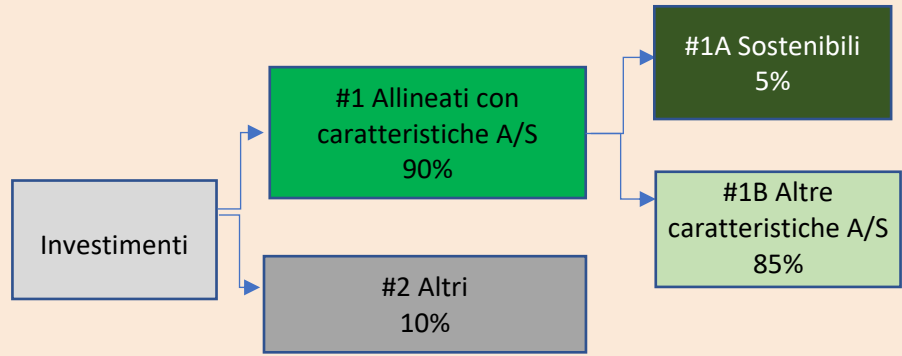 Investimenti
#1 Allineati con
caratteristiche A/S
90%
#2 Altri
10%
#1A Sostenibili
5%
#1B Altre
caratteristiche A/S
85%